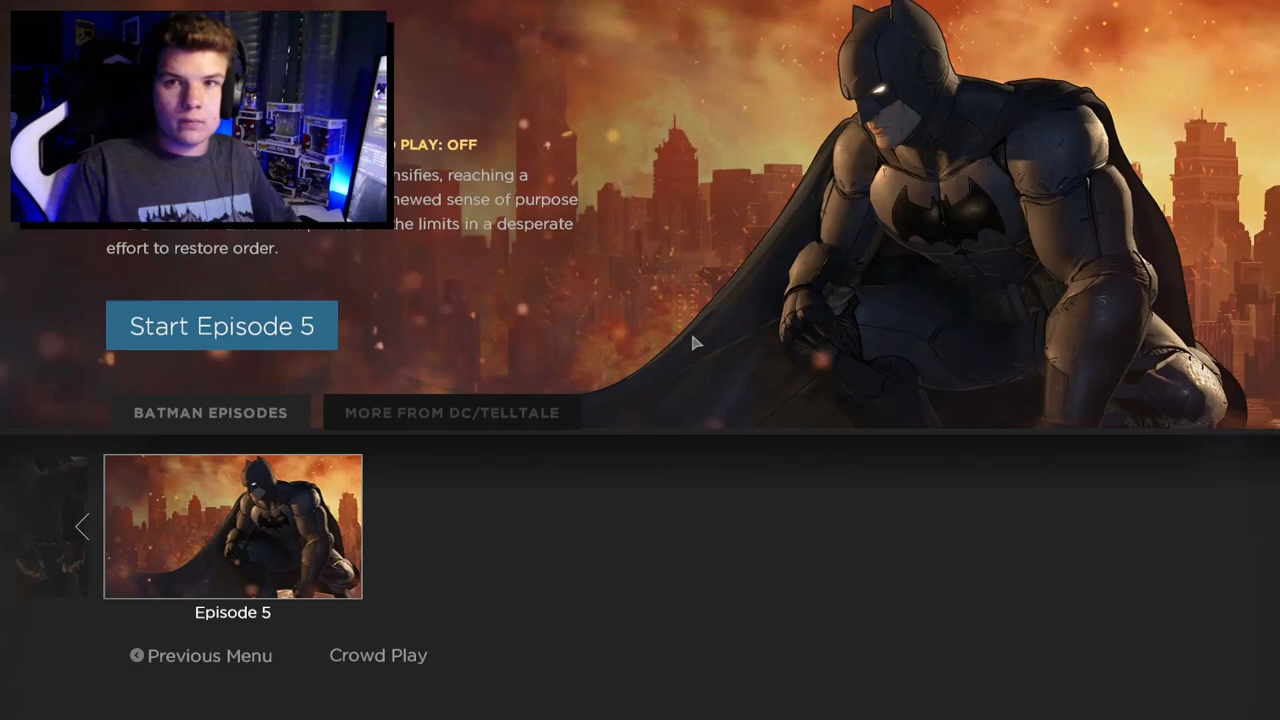 PLAY: OFF
nsifies, reaching a
newed sense of purpose
the limits in a desperate
effort to restore order.
Start Episode 5
BATMAN EPISODES
MORE FROM DC/TELLTALE
Episode 5
Previous Menu
Crowd Play